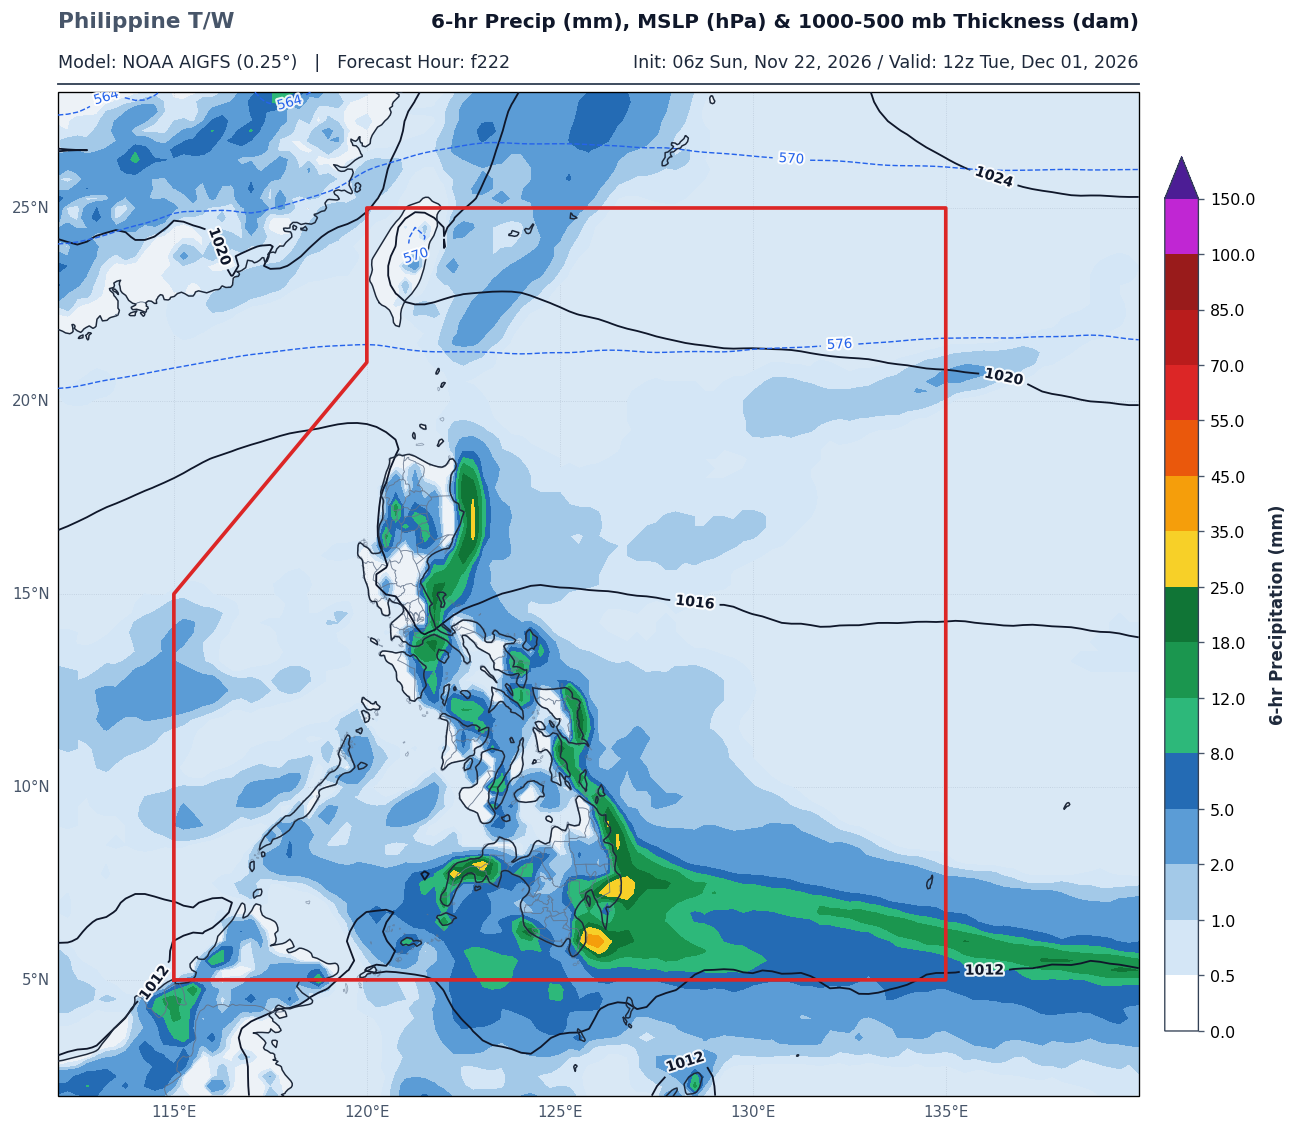 Philippine T/W
6-hr Precip (mm), MSLP (hPa) & 1000-500 mb Thickness (dam)
Model: NOAA AIGFS (0.25°) | Forecast Hour: f222
Init: 06z Sun, Nov 22, 2026 / Valid: 12z Tue, Dec 01, 2026
564
564
570
1024
25°N
1020
570
576
1020
20°N
15°N
1016
10°N
5°N
1012
1012
1012
115°E
120°E
125°E
130°E
135°E
150.0
100.0
85.0
70.0
55.0
45.0
35.0
25.0
18.0
12.0
8.0
5.0
2.0
1.0
0.5
0.0
6-hr Precipitation (mm)